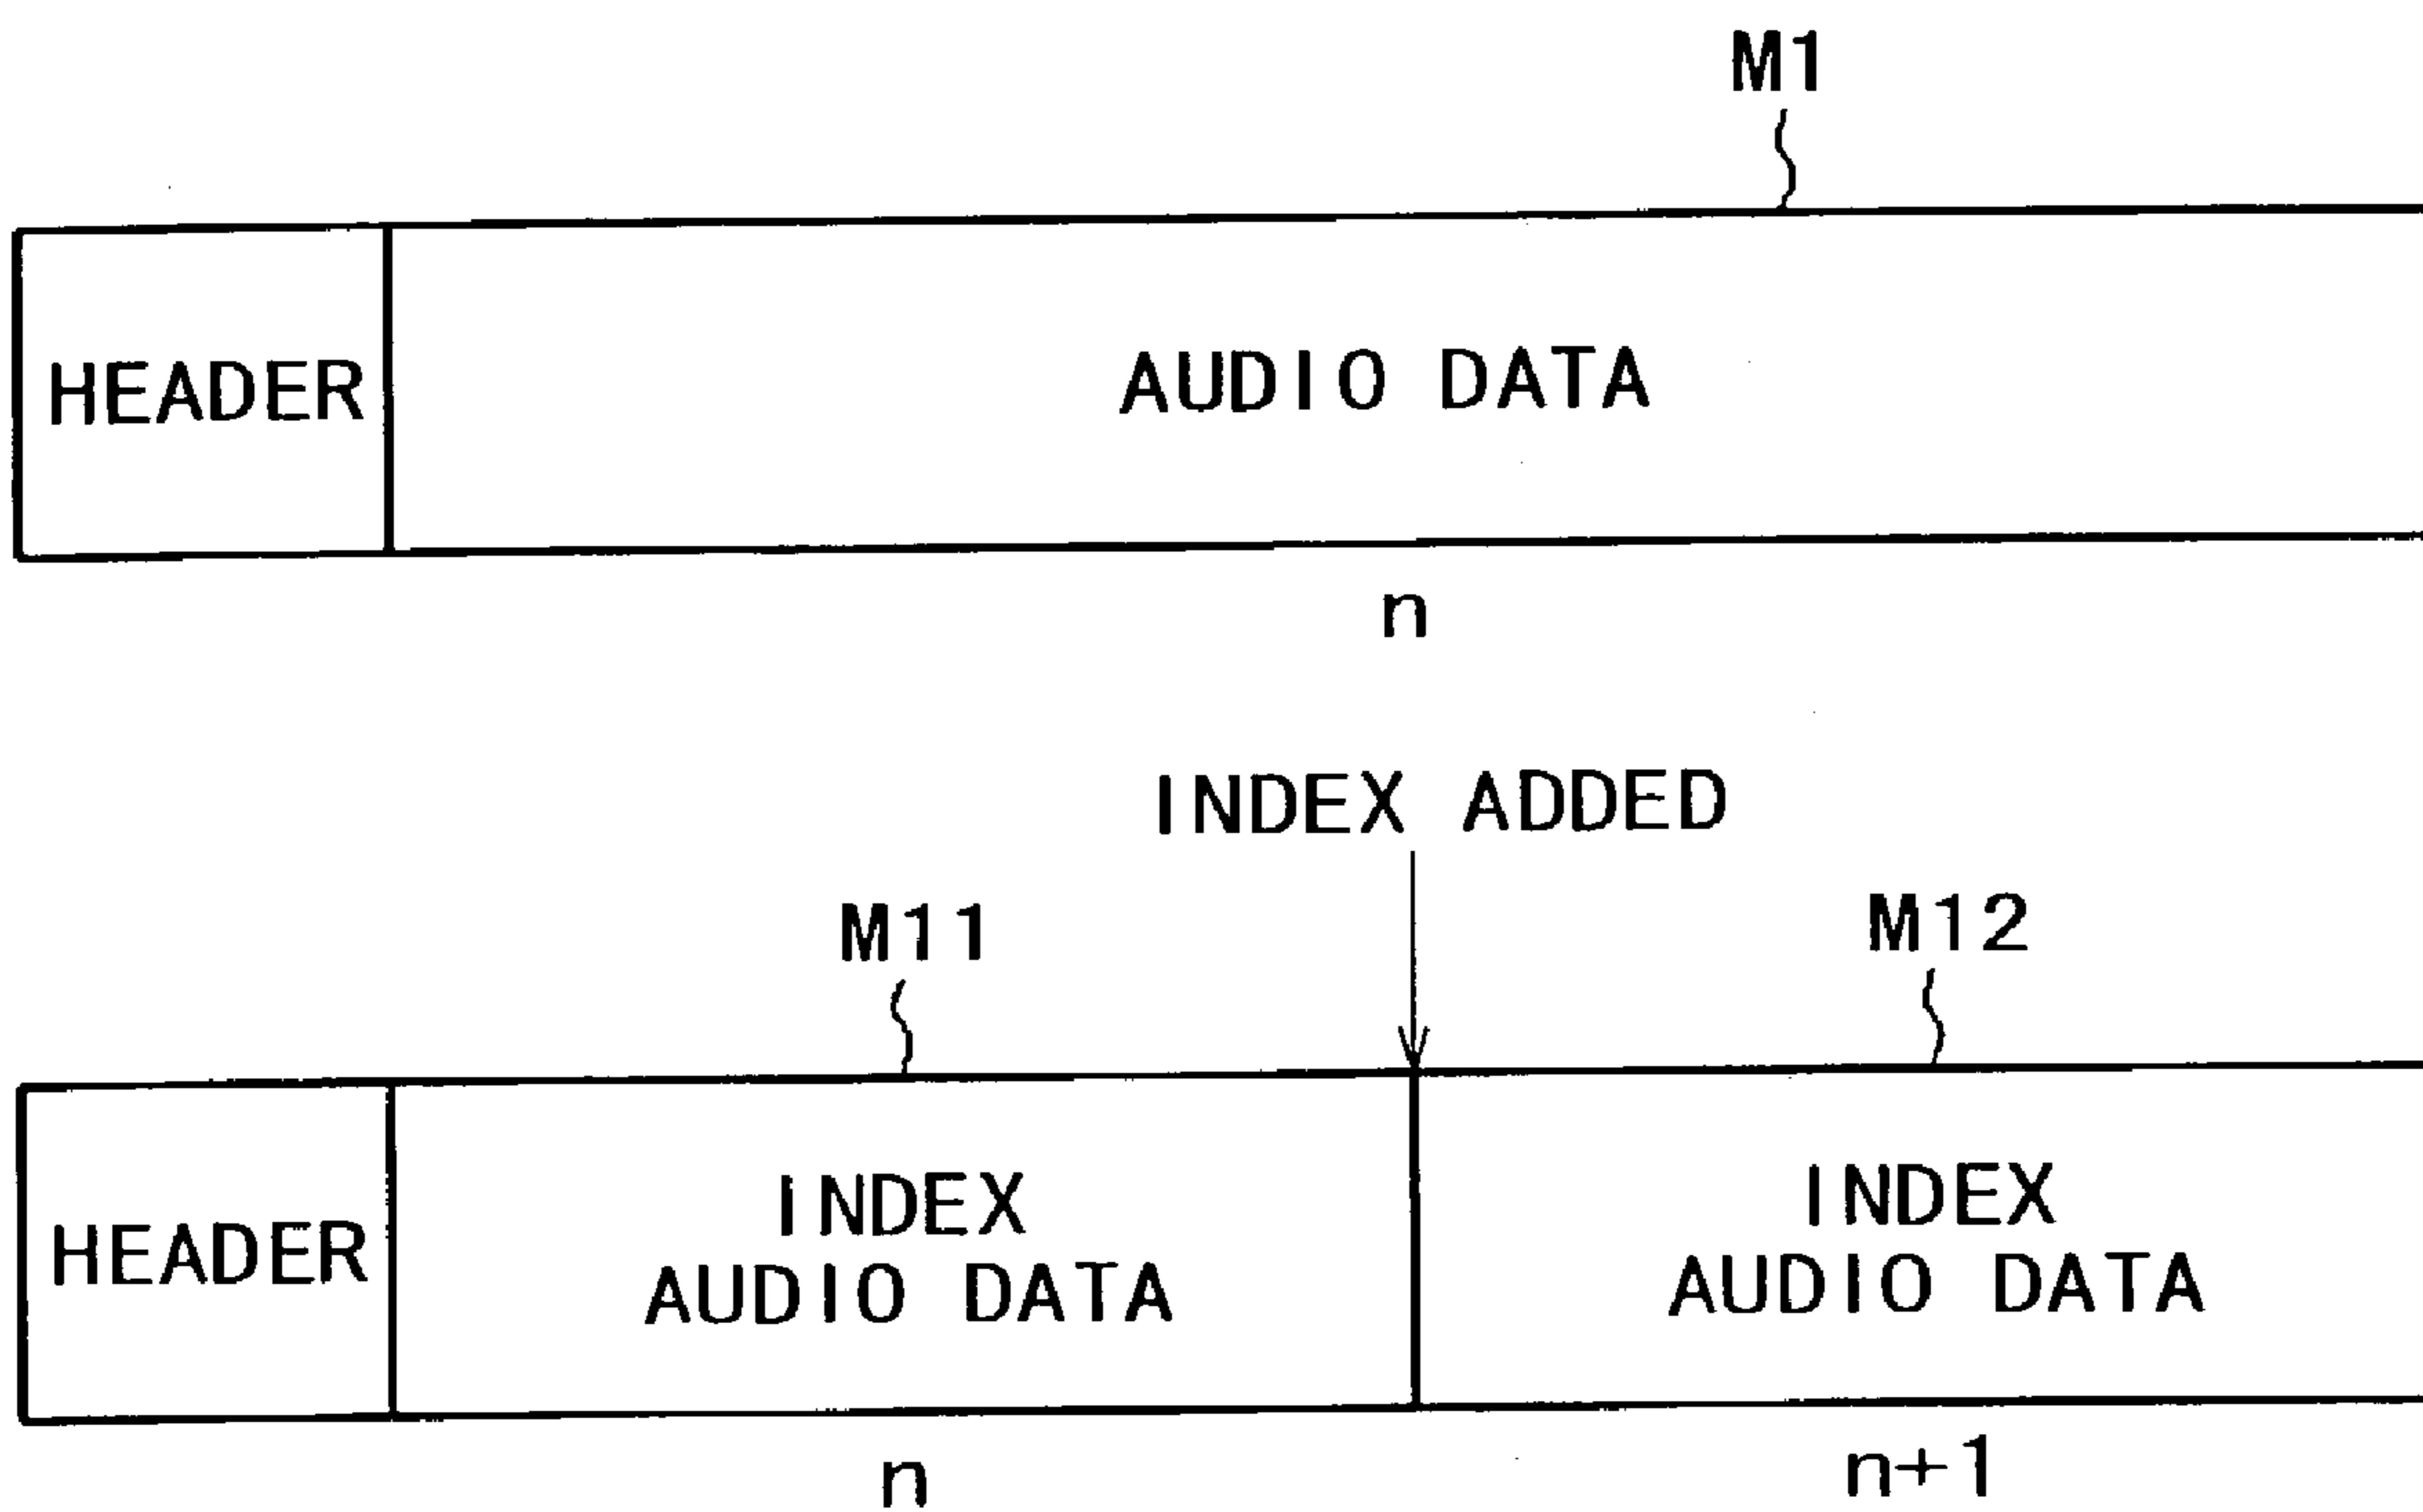 M1
HEADER
AUDIO DATA
n
INDEX ADDED
M11
M12
HEADER
INDEX
AUDIO DATA
INDEX
AUDIO DATA
n
n+1